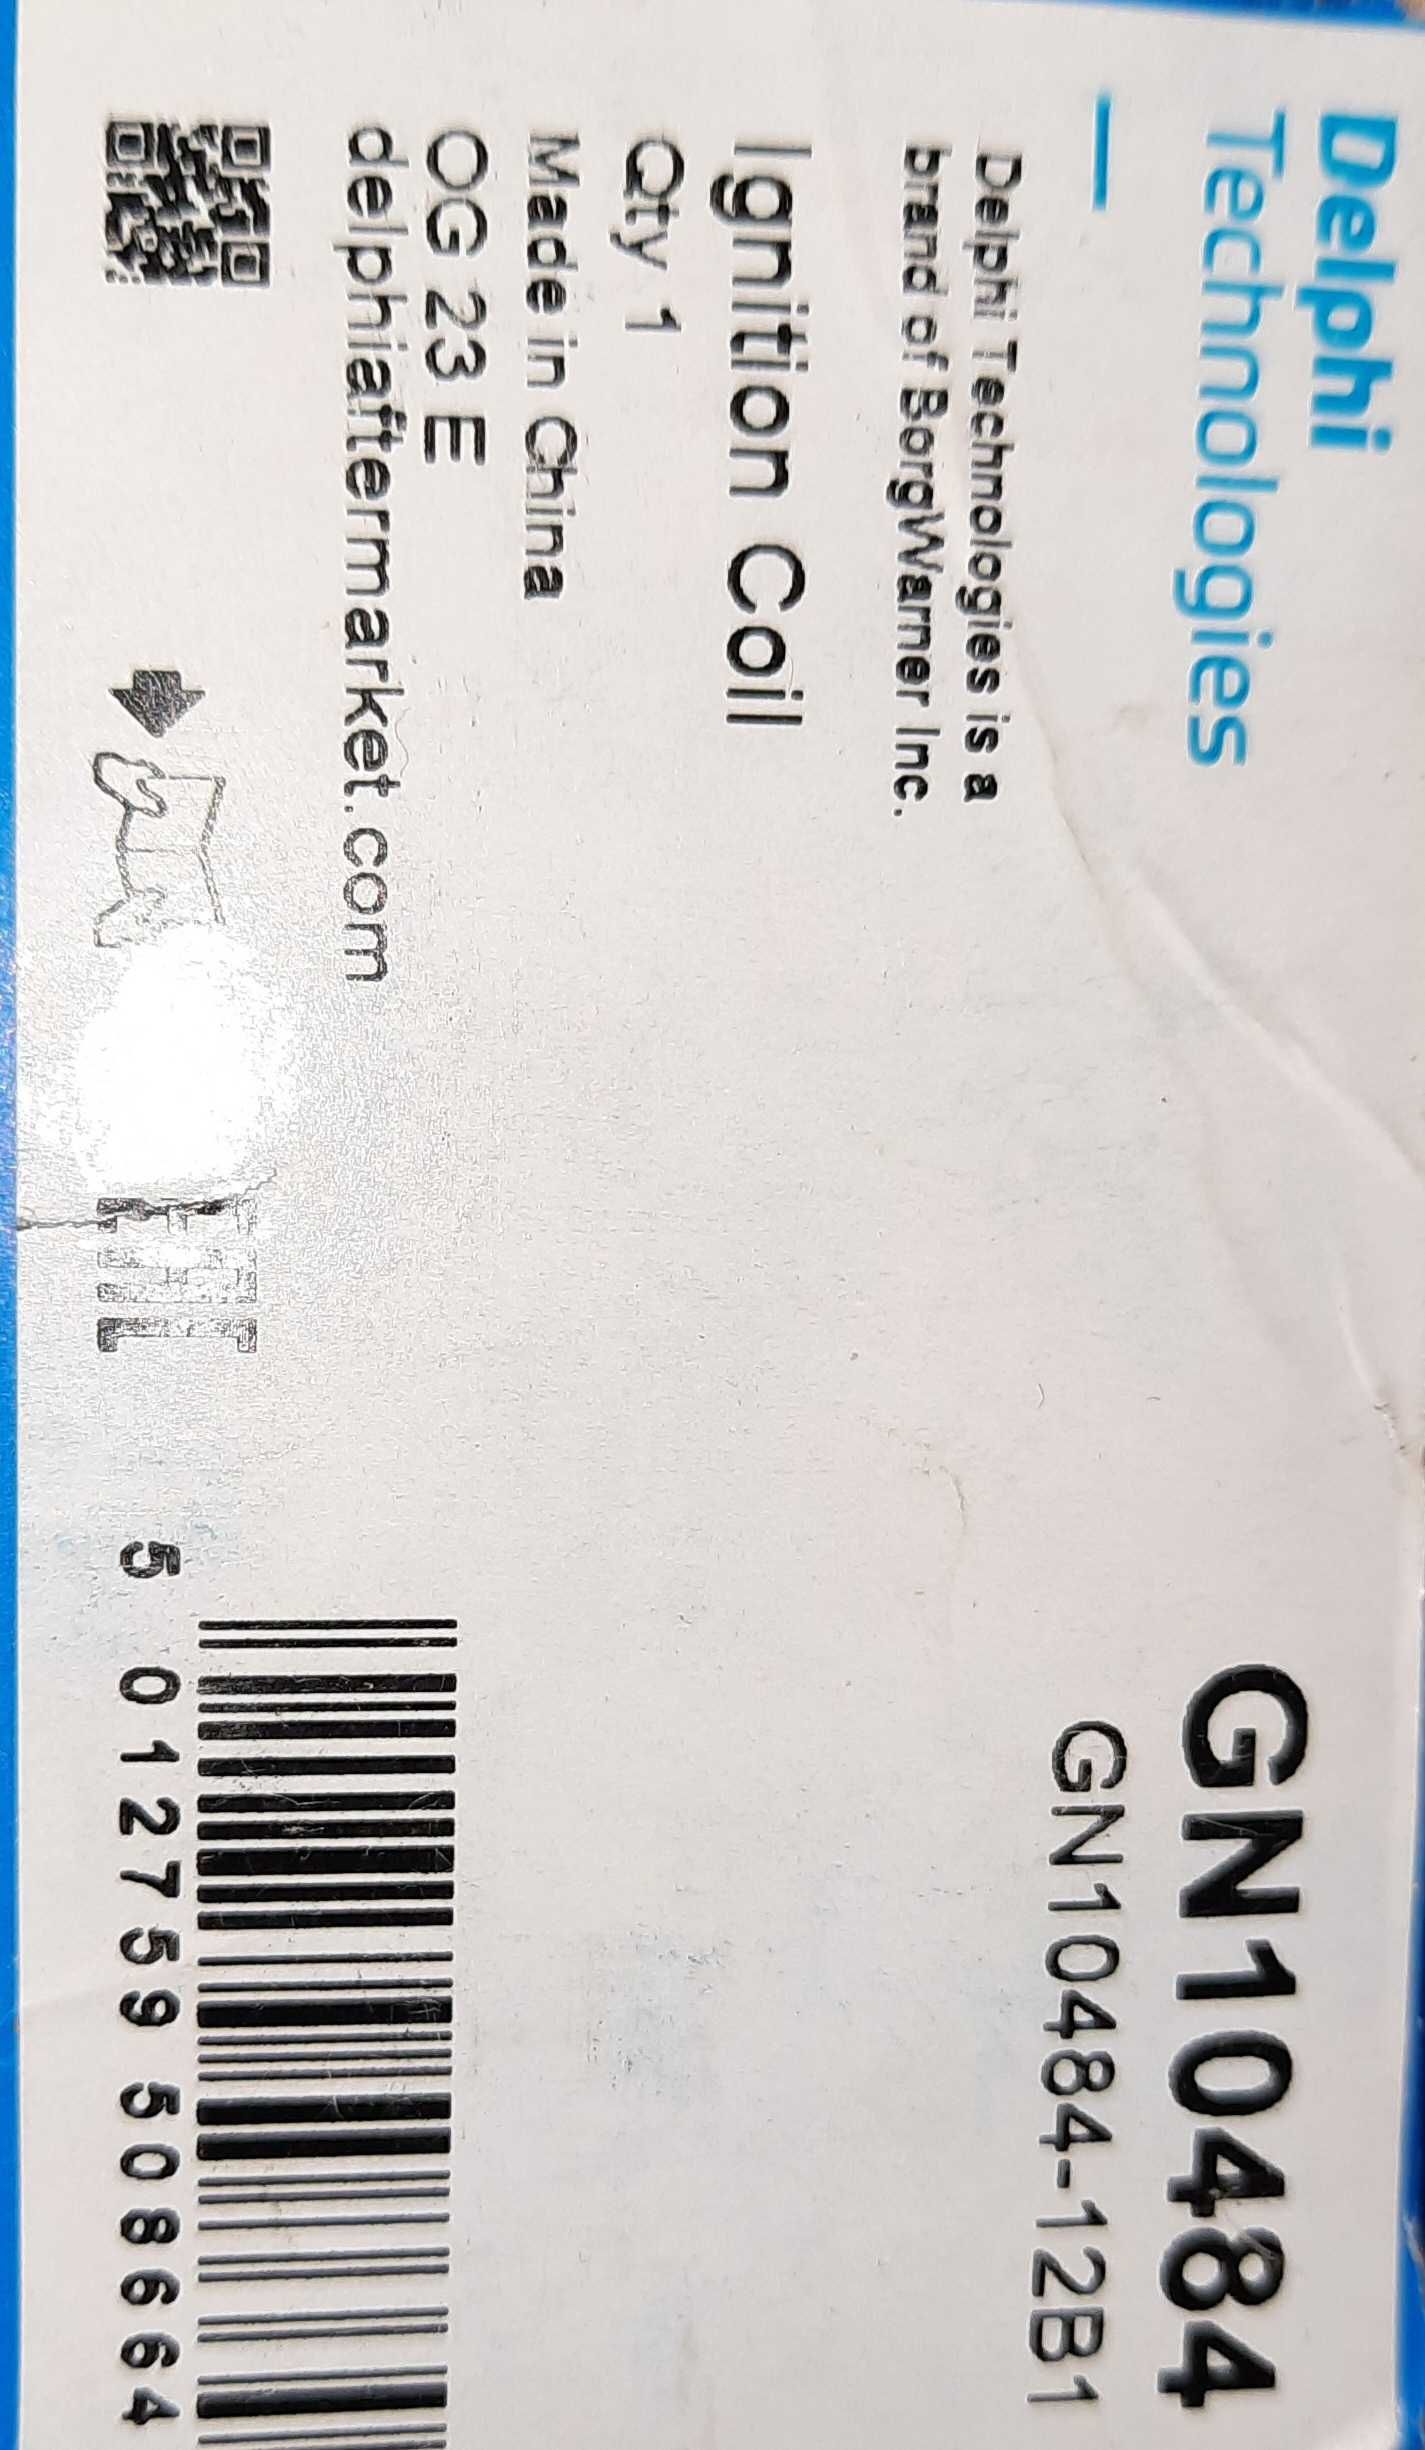 Delphi
Technologies
GN10484
GN10484-12B1
Delphi Technologies is a
brand of BorgWarner Inc.
Ignition Coil
Qty 1
Made in China
OG 23 E
delphiaftermarket.com
5 012759 508664